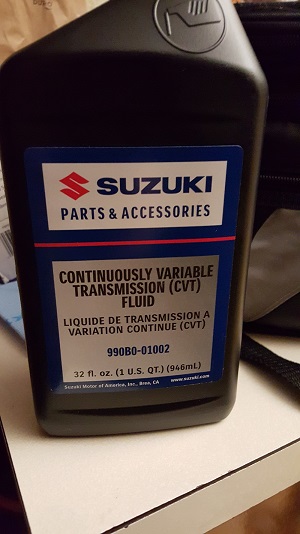 SUZUKI
PARTS & ACCESSORIES
CONTINUOUSLY VARIABLE
TRANSMISSION (CVT)
FLUID
LIQUIDE DE TRANSMISSION A
VARIATION CONTINUE (CVT)
990B0-01002
32 fl. oz. (1 U.S. QT.) (946mL)
Suzuki Motor of America, Inc., Brea, CA www.suzuki.com